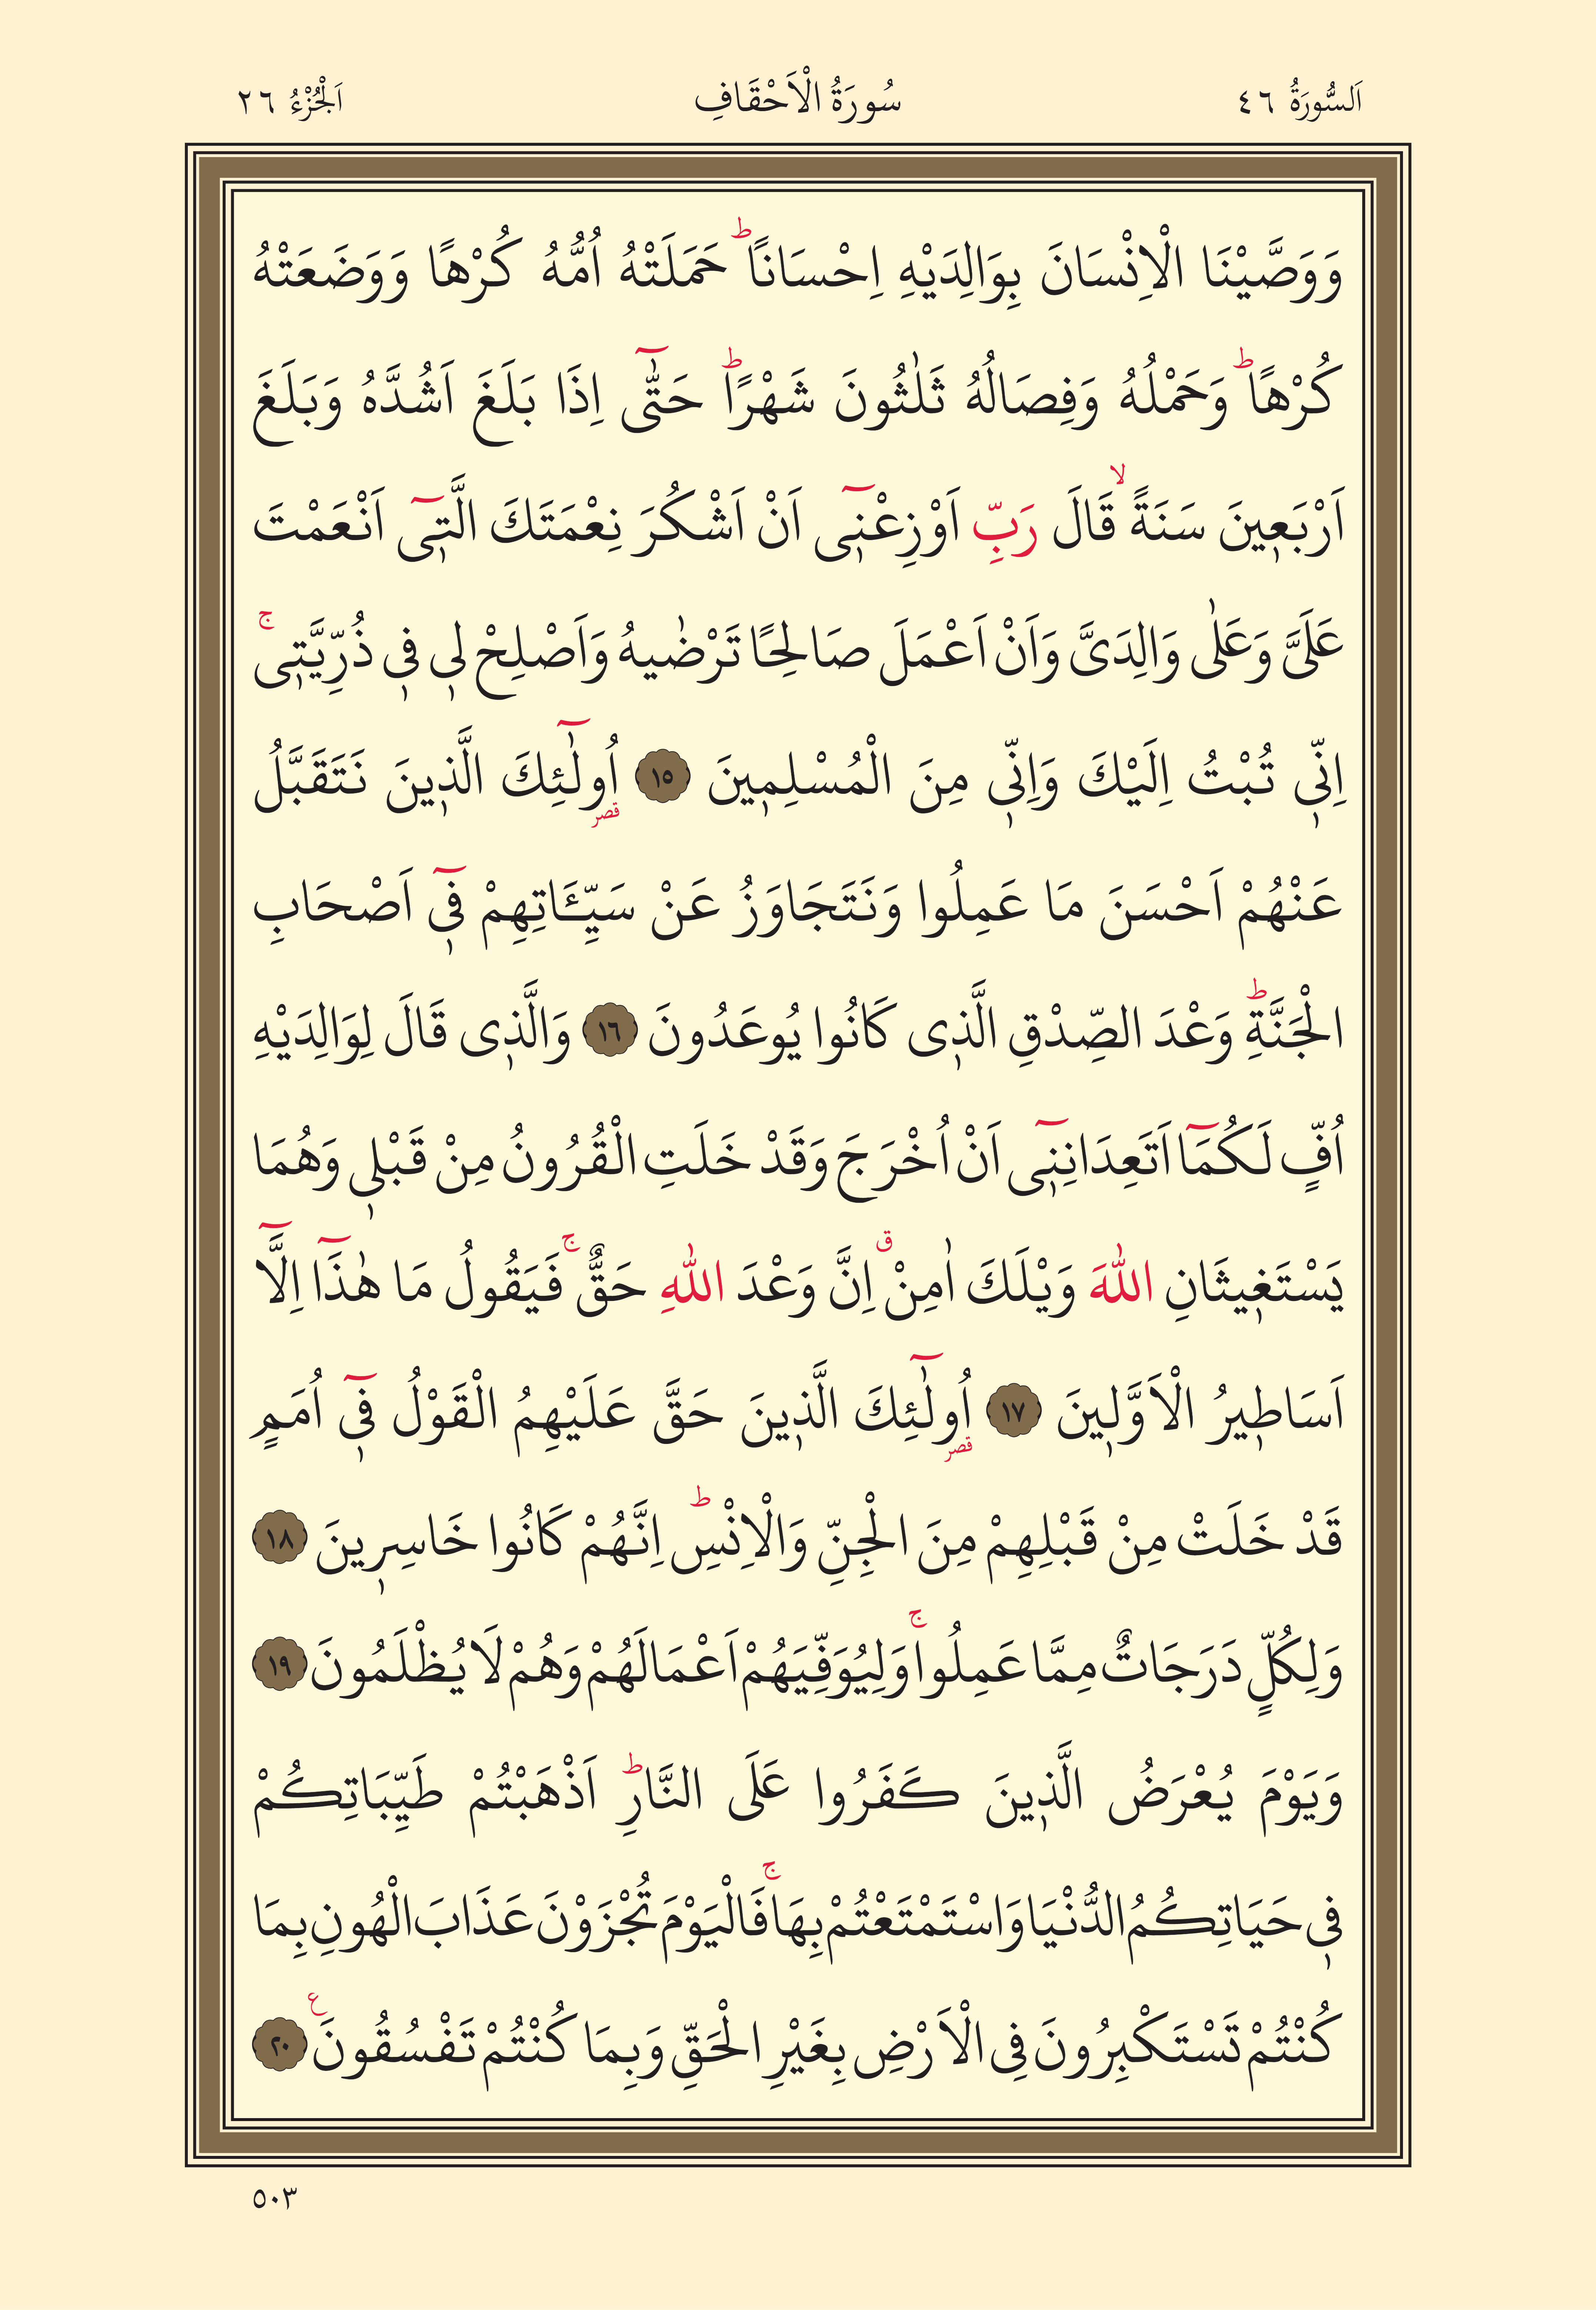 اَلسُّورَةُ ٤٦ سُورَةُ الْاَحْقَافِ اَلْجُزْءُ ٢٦
وَوَصَّيْنَا الْاِنْسَانَ بِوَالِدَيْهِ اِحْسَانًاۜ حَمَلَتْهُ اُمُّهُ كُرْهًا وَوَضَعَتْهُ
كُرْهًاۜ وَحَمْلُهُ وَفِصَالُهُ ثَلٰثُونَ شَهْرًاۜ حَتّٰٓى اِذَا بَلَغَ اَشُدَّهُ وَبَلَغَ
اَرْبَعٖينَ سَنَةًۙ قَالَ رَبِّ اَوْزِعْنٖٓى اَنْ اَشْكُرَ نِعْمَتَكَ الَّتٖٓى اَنْعَمْتَ
عَلَىَّ وَعَلٰى وَالِدَىَّ وَاَنْ اَعْمَلَ صَالِحًا تَرْضٰيهُ وَاَصْلِحْ لٖى فٖى ذُرِّيَّتٖىۚ
اِنّٖى تُبْتُ اِلَيْكَ وَاِنّٖى مِنَ الْمُسْلِمٖينَ ١٥ اُولٰٓئِكَ قصر الَّذٖينَ نَتَقَبَّلُ
عَنْهُمْ اَحْسَنَ مَا عَمِلُوا وَنَتَجَاوَزُ عَنْ سَيِّـَٔاتِهِمْ فٖٓى اَصْحَابِ
الْجَنَّةِۜ وَعْدَ الصِّدْقِ الَّذٖى كَانُوا يُوعَدُونَ ١٦ وَالَّذٖى قَالَ لِوَالِدَيْهِ
اُفٍّ لَكُمَٓا اَتَعِدَانِنٖٓى اَنْ اُخْرَجَ وَقَدْ خَلَتِ الْقُرُونُ مِنْ قَبْلٖى وَهُمَا
يَسْتَغٖيثَانِ اللّٰهَ وَيْلَكَ اٰمِنْ ق اِنَّ وَعْدَ اللّٰهِ حَقٌّۚ فَيَقُولُ مَا هٰذَٓا اِلَّٓا
اَسَاطٖيرُ الْاَوَّلٖينَ ١٧ اُولٰٓئِكَ قصر الَّذٖينَ حَقَّ عَلَيْهِمُ الْقَوْلُ فٖٓى اُمَمٍ
قَدْ خَلَتْ مِنْ قَبْلِهِمْ مِنَ الْجِنِّ وَالْاِنْسِۜ اِنَّهُمْ كَانُوا خَاسِرٖينَ ١٨
وَلِكُلٍّ دَرَجَاتٌ مِمَّا عَمِلُواۚ وَلِيُوَفِّيَهُمْ اَعْمَالَهُمْ وَهُمْ لَا يُظْلَمُونَ ١٩
وَيَوْمَ يُعْرَضُ الَّذٖينَ كَفَرُوا عَلَى النَّارِۜ اَذْهَبْتُمْ طَيِّبَاتِكُمْ
فٖى حَيَاتِكُمُ الدُّنْيَا وَاسْتَمْتَعْتُمْ بِهَاۚ فَالْيَوْمَ تُجْزَوْنَ عَذَابَ الْهُونِ بِمَا
كُنْتُمْ تَسْتَكْبِرُونَ فِى الْاَرْضِ بِغَيْرِ الْحَقِّ وَبِمَا كُنْتُمْ تَفْسُقُونَ ع ٢٠
٥٠٣